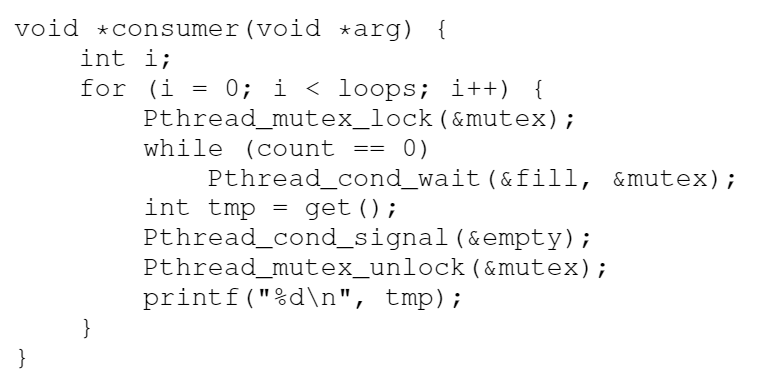 void *consumer(void *arg) {
    int i;
    for (i = 0; i < loops; i++) {
        Pthread_mutex_lock(&mutex);
        while (count == 0)
            Pthread_cond_wait(&fill, &mutex);
        int tmp = get();
        Pthread_cond_signal(&empty);
        Pthread_mutex_unlock(&mutex);
        printf("%d\n", tmp);
    }
}